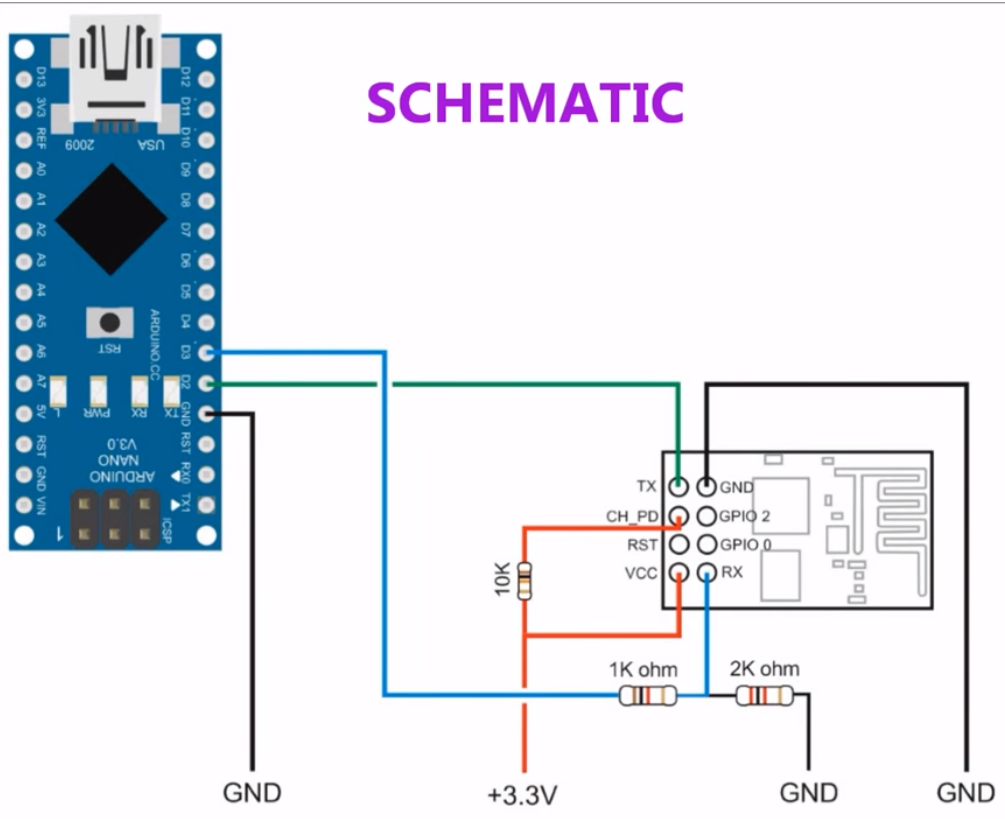 SCHEMATIC
USA
2009
D13
3V3
REF
A0
A1
A2
A3
A4
A5
A6
A7
5V
RST
GND
VIN
D12
D11
D10
D9
D8
D7
D6
D5
D4
D3
D2
GND
RST
RX0
TX1
RST
ARDUINO.CC
L
PWR
RX
TX
ARDUINO
NANO
V3.0
1
ICSP
TX
GND
CH_PD
GPIO 2
RST
GPIO 0
VCC
RX
10K
1K ohm
2K ohm
GND
+3.3V
GND
GND